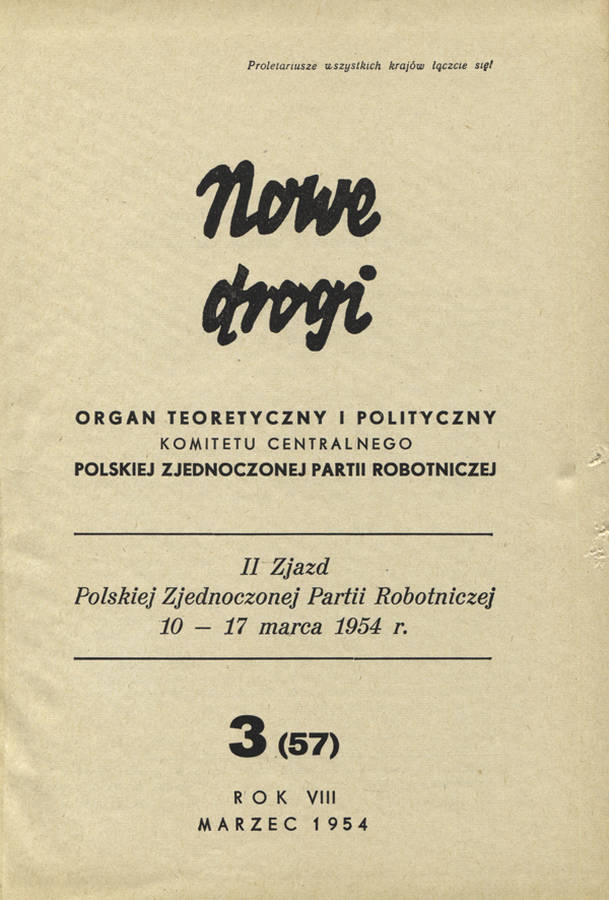 Proletariusze wszystkich krajów łączcie się!
Nowe
drogi
ORGAN TEORETYCZNY I POLITYCZNY
KOMITETU CENTRALNEGO
POLSKIEJ ZJEDNOCZONEJ PARTII ROBOTNICZEJ
II Zjazd
Polskiej Zjednoczonej Partii Robotniczej
10 — 17 marca 1954 r.
3 (57)
ROK VIII
MARZEC 1954